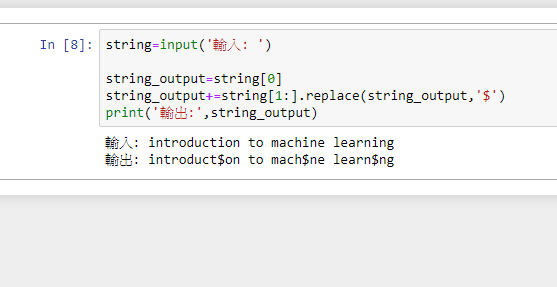 In [8]: string=input('輸入: ')
string_output=string[0]
string_output+=string[1:].replace(string_output,'$')
print('輸出:',string_output)
輸入: introduction to machine learning
輸出: introduct$on to mach$ne learn$ng